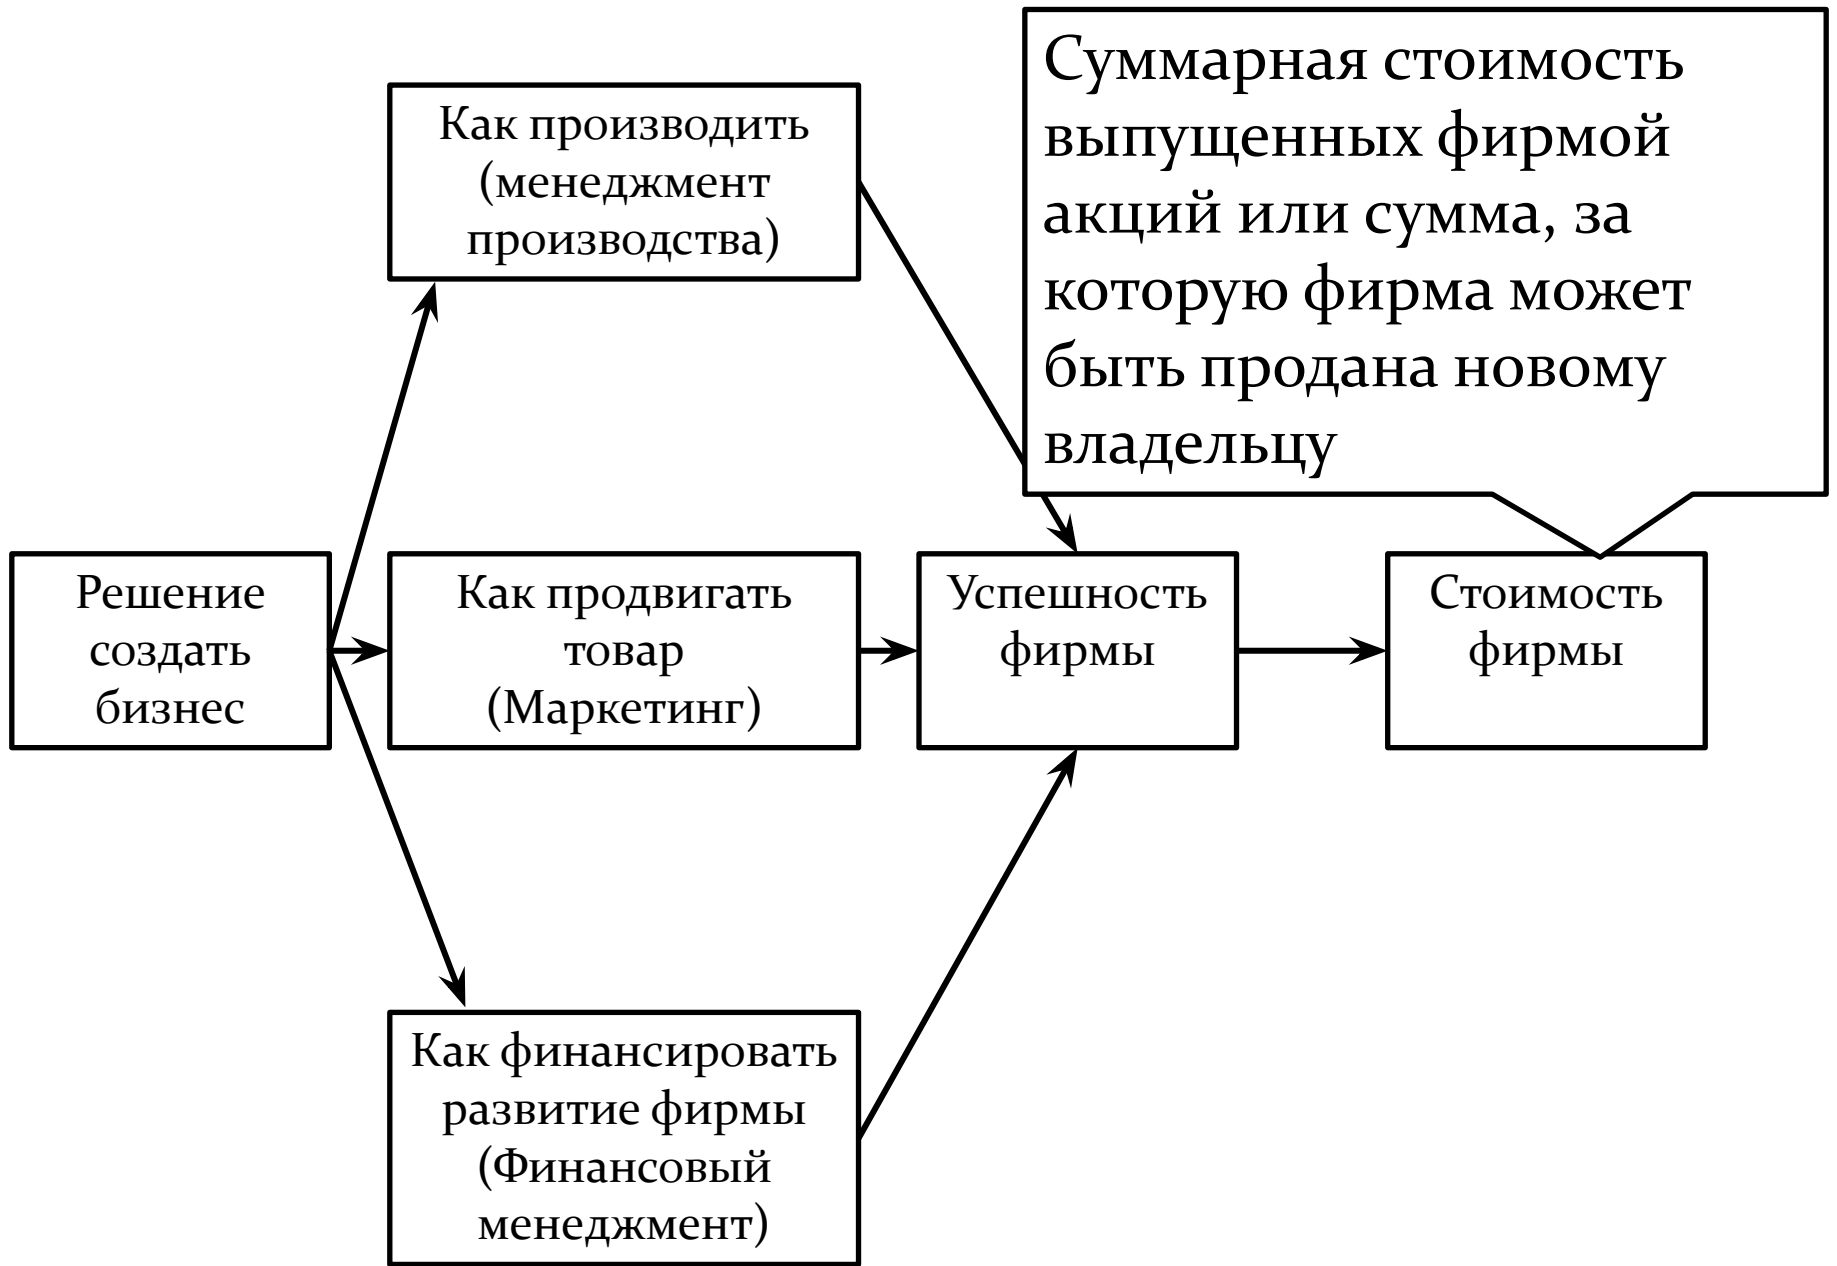 Суммарная стоимость
выпущенных фирмой
акций или сумма, за
которую фирма может
быть продана новому
владельцу
Как производить
(менеджмент
производства)
Решение
создать
бизнес
Как продвигать
товар
(Маркетинг)
Успешность
фирмы
Стоимость
фирмы
Как финансировать
развитие фирмы
(Финансовый
менеджмент)